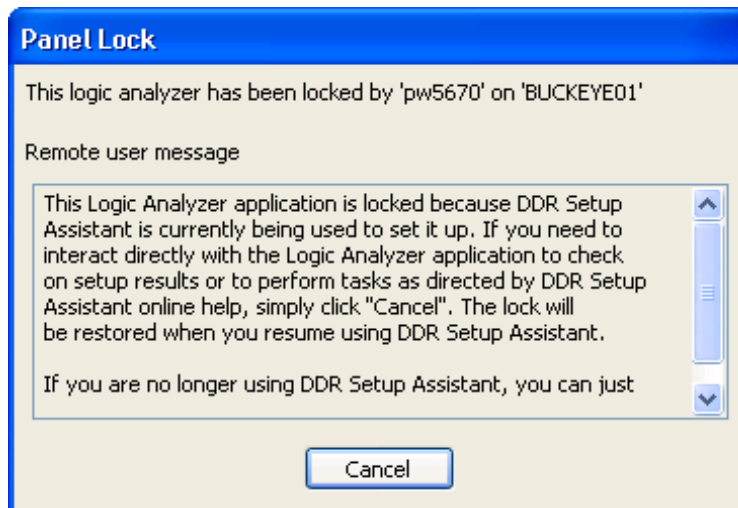 Panel Lock
This logic analyzer has been locked by 'pw5670' on 'BUCKEYE01'
Remote user message
This Logic Analyzer application is locked because DDR Setup
Assistant is currently being used to set it up. If you need to
interact directly with the Logic Analyzer application to check
on setup results or to perform tasks as directed by DDR Setup
Assistant online help, simply click "Cancel". The lock will
be restored when you resume using DDR Setup Assistant.
If you are no longer using DDR Setup Assistant, you can just
Cancel